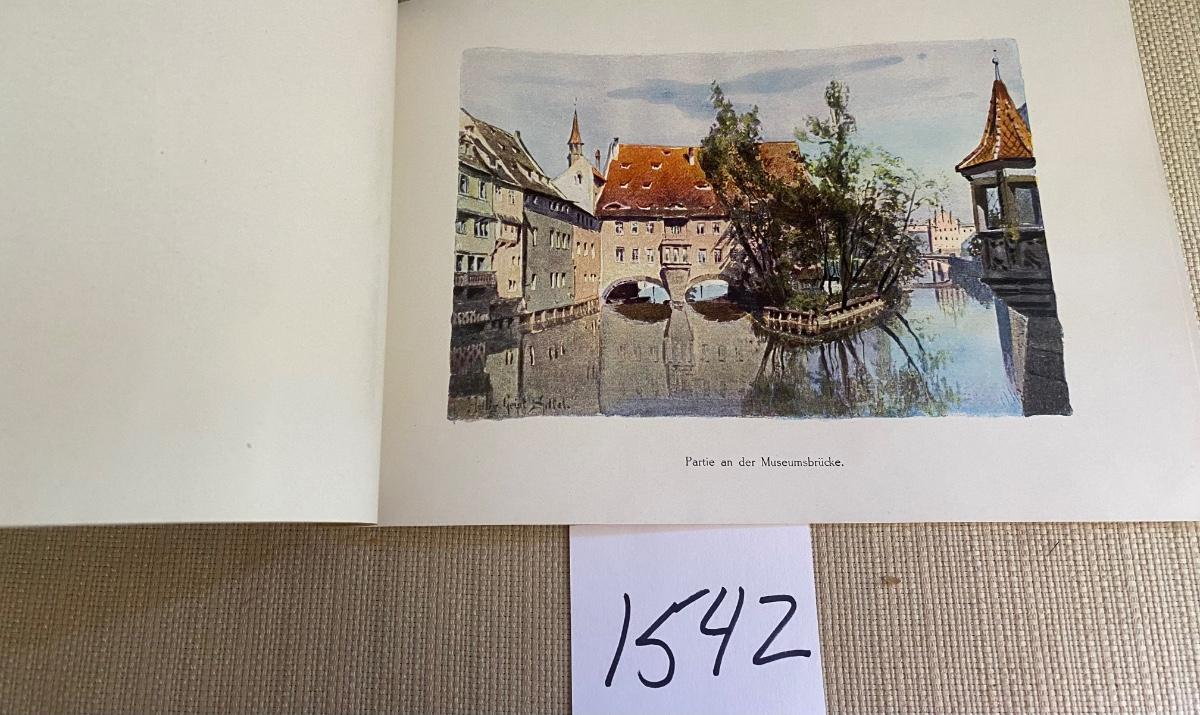 Partie an der Museumsbrücke.
1542